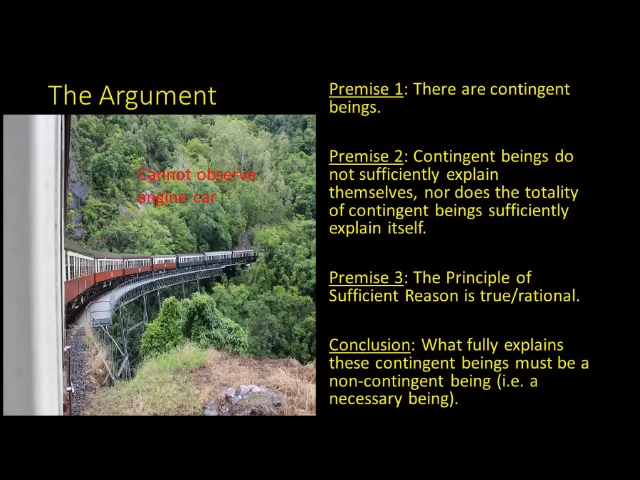 The Argument
Cannot observe
engine car
Premise 1: There are contingent
beings.
Premise 2: Contingent beings do
not sufficiently explain
themselves, nor does the totality
of contingent beings sufficiently
explain itself.
Premise 3: The Principle of
Sufficient Reason is true/rational.
Conclusion: What fully explains
these contingent beings must be a
non-contingent being (i.e. a
necessary being).